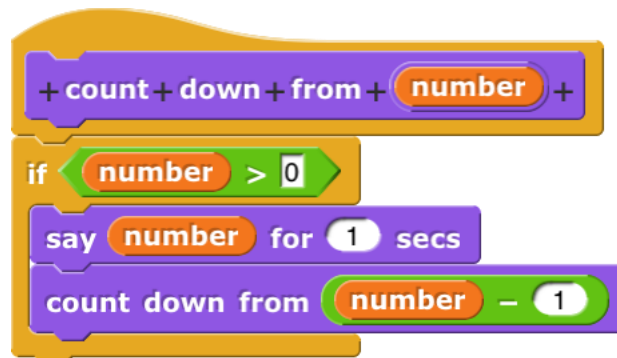 + count + down + from + number +
if number > 0
say number for 1 secs
count down from number - 1